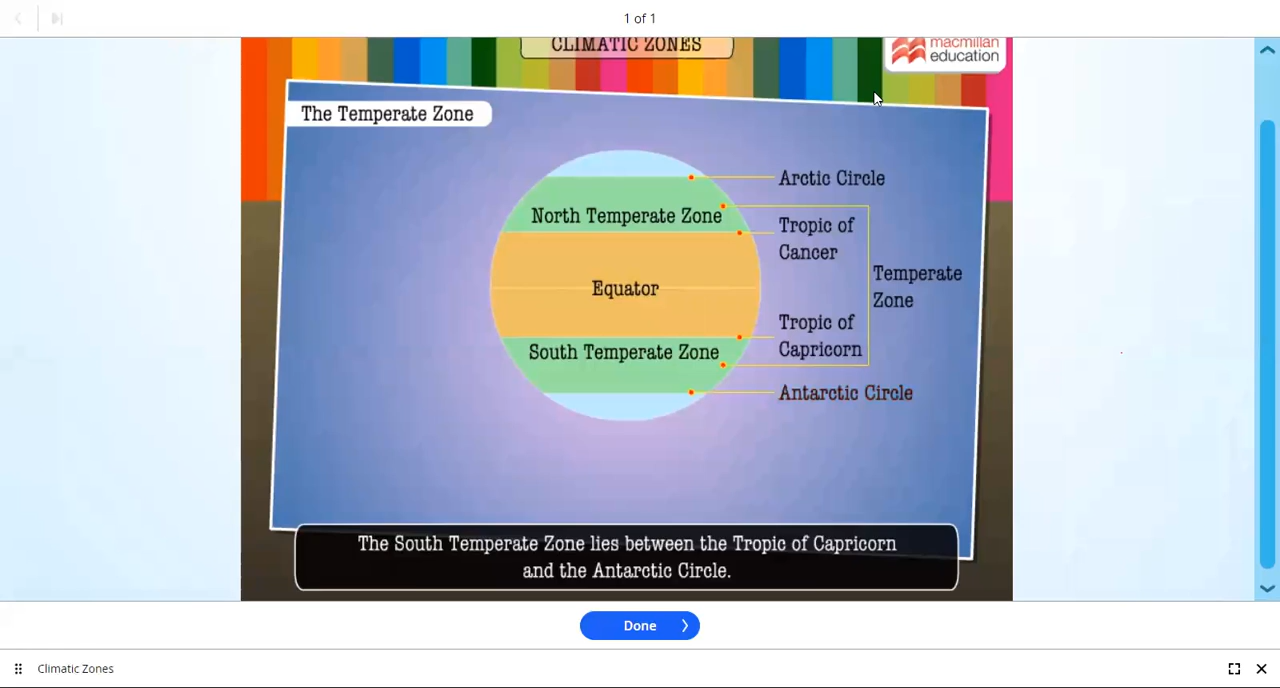 1 of 1
CLIMATIC ZONES
macmillan
education
The Temperate Zone
Arctic Circle
North Temperate Zone
Tropic of
Cancer
Temperate
Zone
Equator
Tropic of
Capricorn
South Temperate Zone
Antarctic Circle
The South Temperate Zone lies between the Tropic of Capricorn
and the Antarctic Circle.
Done
Climatic Zones